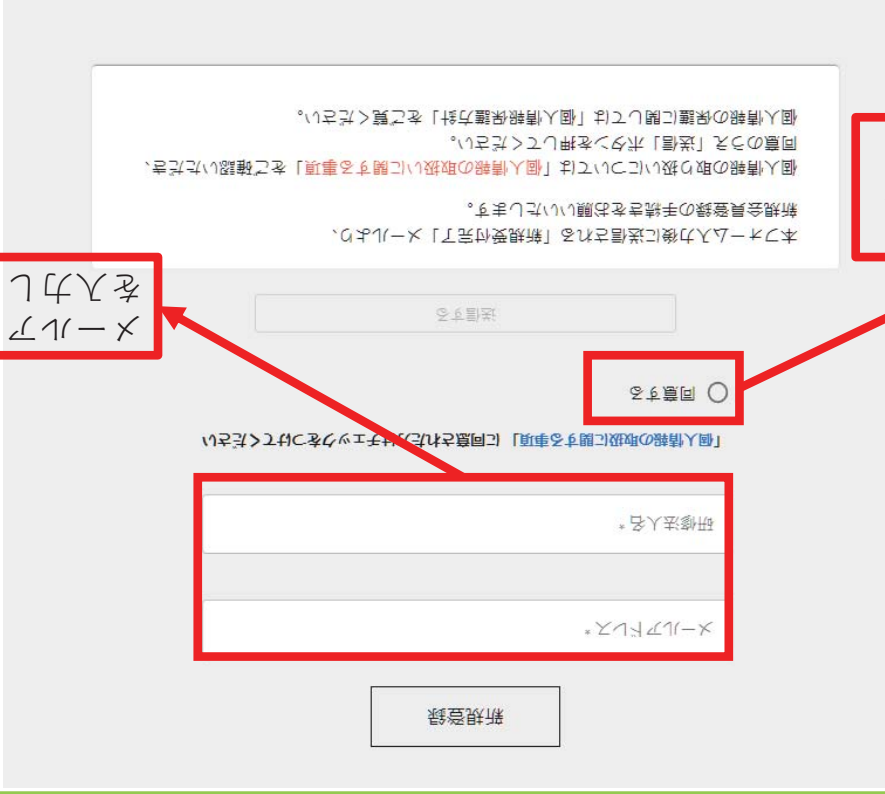 新規登録
メールアドレス*
研修法人名*
「個人情報の取扱に関する事項」に同意された方はチェックをつけてください
同意する
送信する
メールア
を入力し
本フォーム入力後に送信される「新規受付完了」メールより、
新規会員登録の手続きをお願いいたします。
個人情報の取り扱いについては「個人情報の取扱いに関する事項」をご確認いただき、
同意のうえ「送信」ボタンを押してください。
個人情報の保護に関しては「個人情報保護方針」をご覧ください。